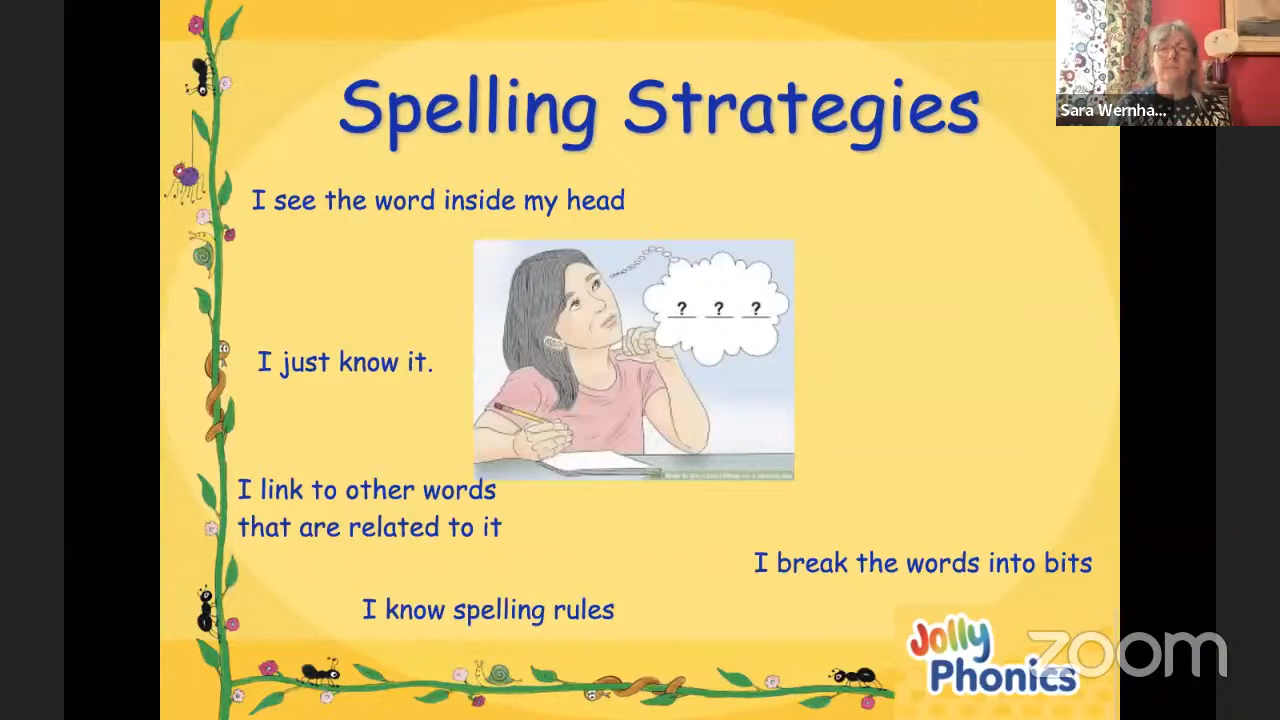 Spelling Strategies
Sara Wernha...
I see the word inside my head
? ? ?
I just know it.
I link to other words
that are related to it
I break the words into bits
I know spelling rules
Jolly
Phonics
zoom